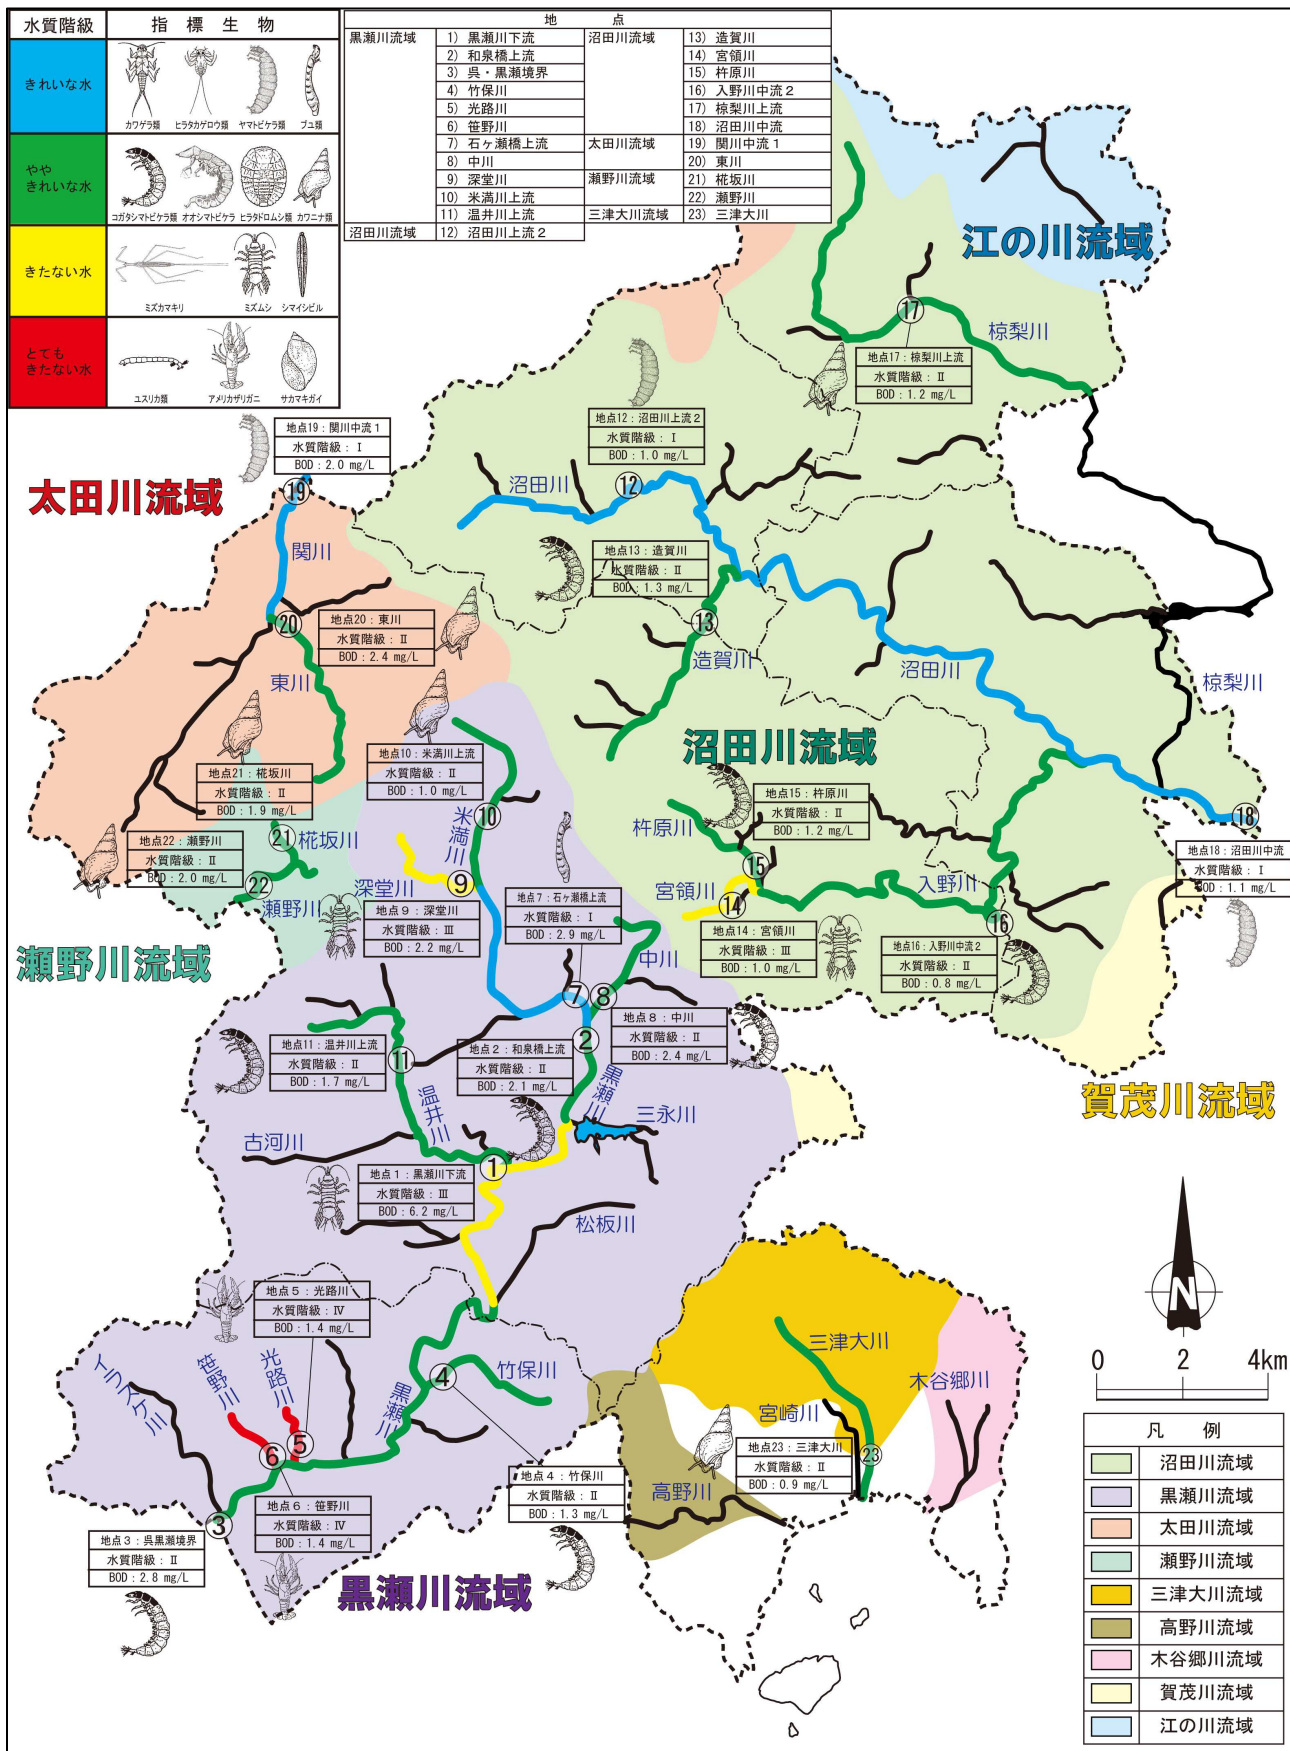 水質階級
指標生物
きれいな水
カワゲラ類
ヒラタカゲロウ類
ヤマトビケラ類
ブユ類
やや
きれいな水
コガタシマトビケラ類
オオシマトビケラ
ヒラタドロムシ類
カワニナ類
きたない水
ミズカマキリ
ミズムシ
シマイシビル
とても
きたない水
ユスリカ類
アメリカザリガニ
サカマキガイ
地点
黒瀬川流域
1) 黒瀬川下流
2) 和泉橋上流
3) 呉・黒瀬境界
4) 竹保川
5) 光路川
6) 笹野川
7) 石ヶ瀬橋上流
8) 中川
9) 深堂川
10) 米満川上流
11) 温井川上流
沼田川流域
12) 沼田川上流2
沼田川流域
13) 造賀川
14) 宮領川
15) 杵原川
16) 入野川中流2
17) 椋梨川上流
18) 沼田川中流
太田川流域
19) 関川中流1
20) 東川
瀬野川流域
21) 椛坂川
22) 瀬野川
三津大川流域
23) 三津大川
江の川流域
17
椋梨川
地点17：椋梨川上流
水質階級：Ⅱ
BOD：1.2 mg/L
地点12：沼田川上流2
水質階級：Ⅰ
BOD：1.0 mg/L
地点19：関川中流1
水質階級：Ⅰ
BOD：2.0 mg/L
太田川流域
19
沼田川
12
関川
地点13：造賀川
水質階級：Ⅱ
BOD：1.3 mg/L
20
地点20：東川
水質階級：Ⅱ
BOD：2.4 mg/L
13
造賀川
沼田川
椋梨川
東川
沼田川流域
地点10：米満川上流
水質階級：Ⅱ
BOD：1.0 mg/L
地点21：椛坂川
水質階級：Ⅱ
BOD：1.9 mg/L
地点15：杵原川
水質階級：Ⅱ
BOD：1.2 mg/L
10
米満川
杵原川
18
21
椛坂川
地点22：瀬野川
水質階級：Ⅱ
BOD：2.0 mg/L
地点18：沼田川中流
水質階級：Ⅰ
BOD：1.1 mg/L
15
22
瀬野川
深堂川
9
宮領川
14
入野川
16
地点7：石ヶ瀬橋上流
水質階級：Ⅰ
BOD：2.9 mg/L
地点9：深堂川
水質階級：Ⅲ
BOD：2.2 mg/L
地点14：宮領川
水質階級：Ⅲ
BOD：1.0 mg/L
地点16：入野川中流2
水質階級：Ⅱ
BOD：0.8 mg/L
瀬野川流域
中川
7
8
地点8：中川
水質階級：Ⅱ
BOD：2.4 mg/L
地点11：温井川上流
水質階級：Ⅱ
BOD：1.7 mg/L
11
地点2：和泉橋上流
水質階級：Ⅱ
BOD：2.1 mg/L
2
黒瀬川
賀茂川流域
温井川
三永川
古河川
1
地点1：黒瀬川下流
水質階級：Ⅲ
BOD：6.2 mg/L
松板川
N
0 2 4km
地点5：光路川
水質階級：Ⅳ
BOD：1.4 mg/L
イラスケ川
笹野川
光路川
黒瀬川
4
竹保川
三津大川
木谷郷川
宮崎川
5
6
3
地点23：三津大川
水質階級：Ⅱ
BOD：0.9 mg/L
23
地点4：竹保川
水質階級：Ⅱ
BOD：1.3 mg/L
高野川
地点6：笹野川
水質階級：Ⅳ
BOD：1.4 mg/L
地点3：呉黒瀬境界
水質階級：Ⅱ
BOD：2.8 mg/L
黒瀬川流域
凡例
沼田川流域
黒瀬川流域
太田川流域
瀬野川流域
三津大川流域
高野川流域
木谷郷川流域
賀茂川流域
江の川流域